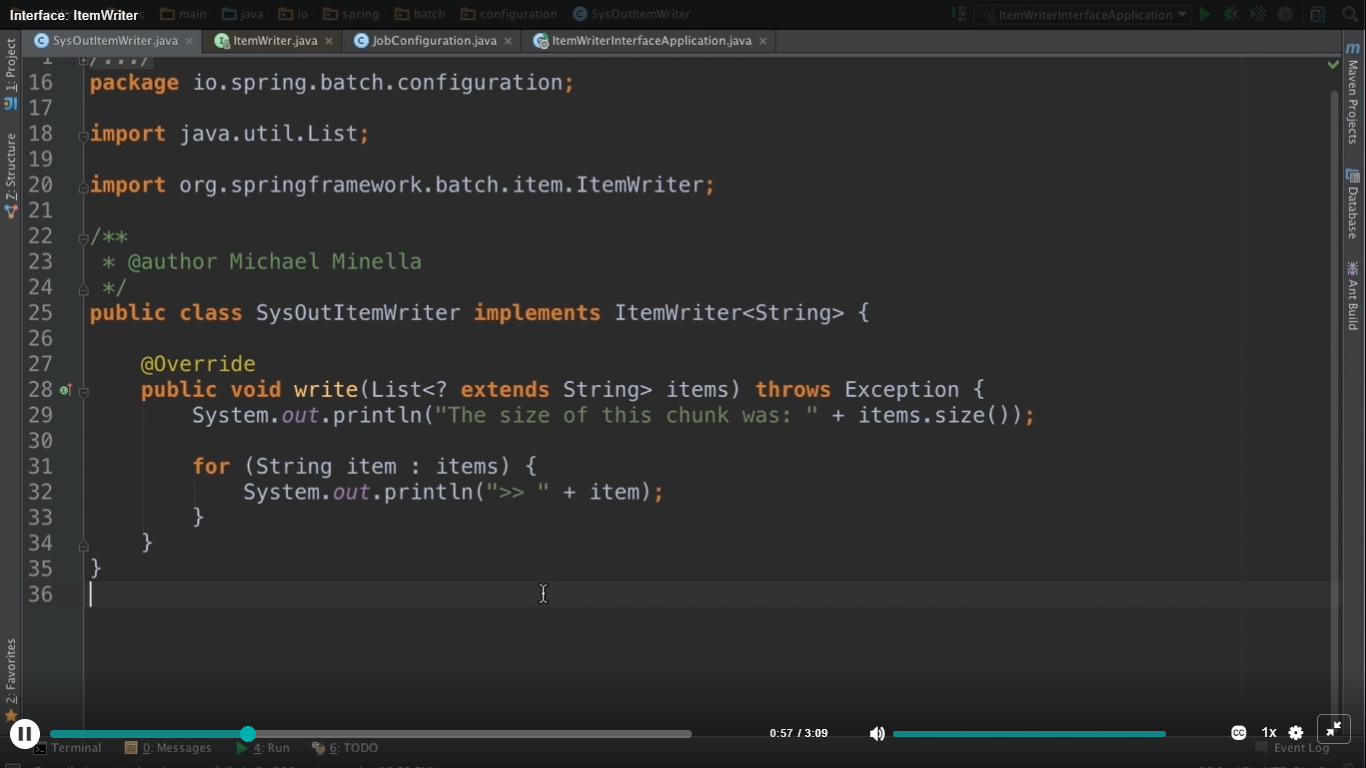 Interface: ItemWriter
main java io spring batch configuration SysOutItemWriter ItemWriterInterfaceApplication
SysOutItemWriter.java ItemWriter.java JobConfiguration.java ItemWriterInterfaceApplication.java
1: Project
Z: Structure
2: Favorites
Maven Projects
Database
Ant Build
1 /.../
16 package io.spring.batch.configuration;
17
18 import java.util.List;
19
20 import org.springframework.batch.item.ItemWriter;
21
22 /**
23 * @author Michael Minella
24 */
25 public class SysOutItemWriter implements ItemWriter<String> {
26
27 @Override
28 public void write(List<? extends String> items) throws Exception {
29 System.out.println("The size of this chunk was: " + items.size());
30
31 for (String item : items) {
32 System.out.println(">> " + item);
33 }
34 }
35 }
36
0:57 / 3:09 CC 1x
Terminal 0: Messages 4: Run 6: TODO Event Log